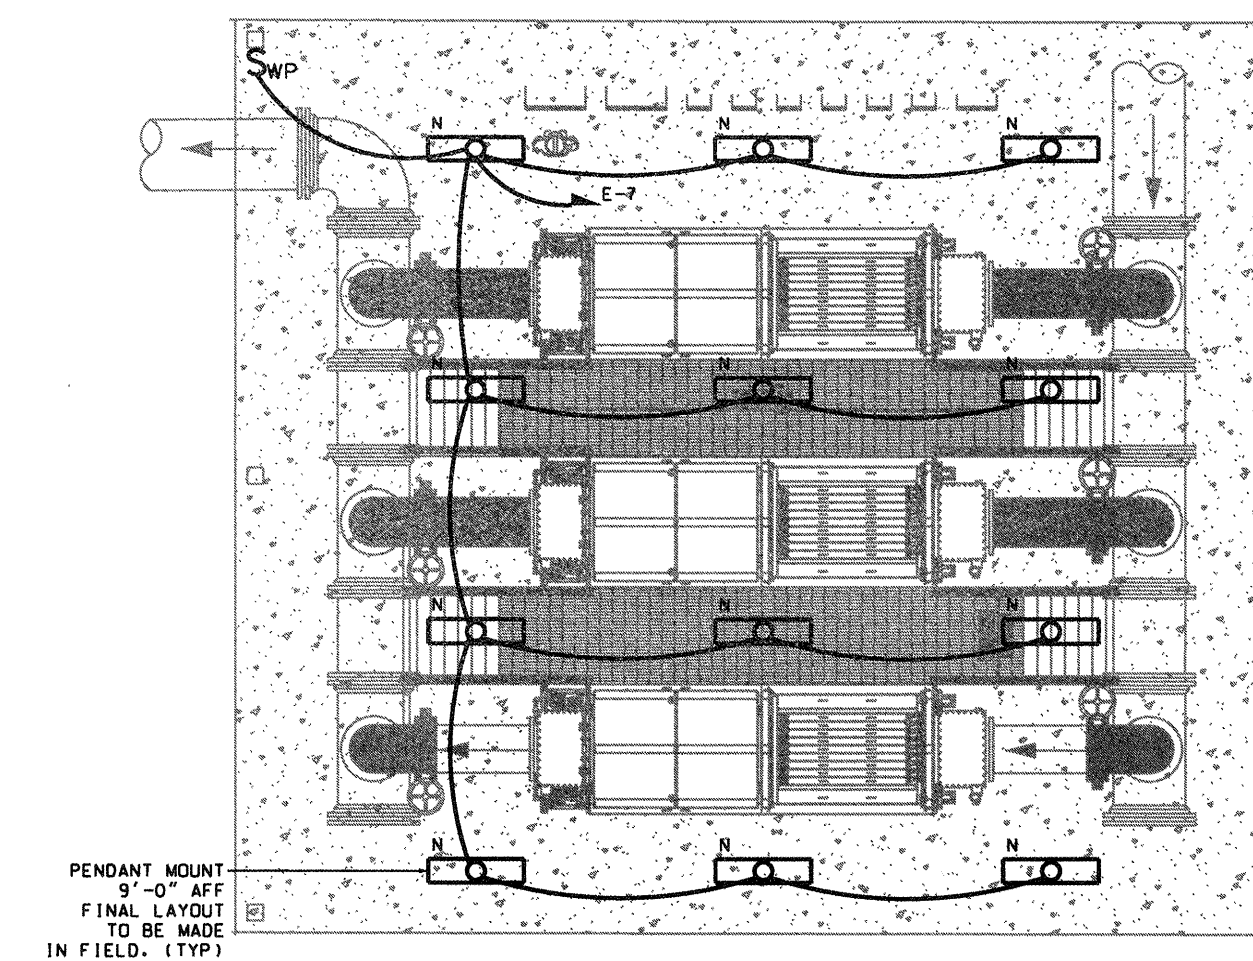 SWP
N
N
N
E-7
N
N
N
N
N
N
N
N
N
PENDANT MOUNT
9'-0" AFF
FINAL LAYOUT
TO BE MADE
IN FIELD. (TYP)